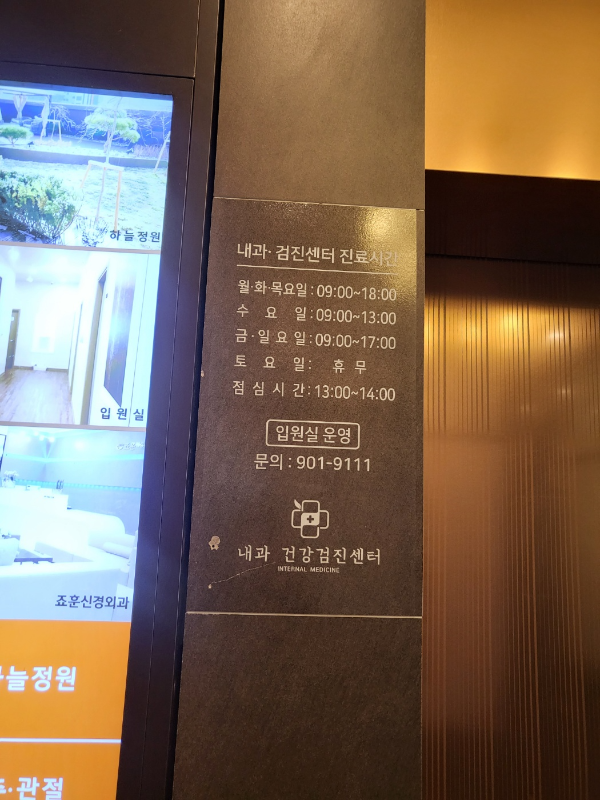 하늘정원
입원실
죠훈신경외과
하늘정원
·관절
내과·검진센터 진료시간
월·화·목요일 : 09:00~18:00
수 요 일 : 09:00~13:00
금·일요일 : 09:00~17:00
토 요 일 : 휴 무
점심시간 : 13:00~14:00
입원실 운영
문의 : 901-9111
내과 건강검진센터
INTERNAL MEDICINE